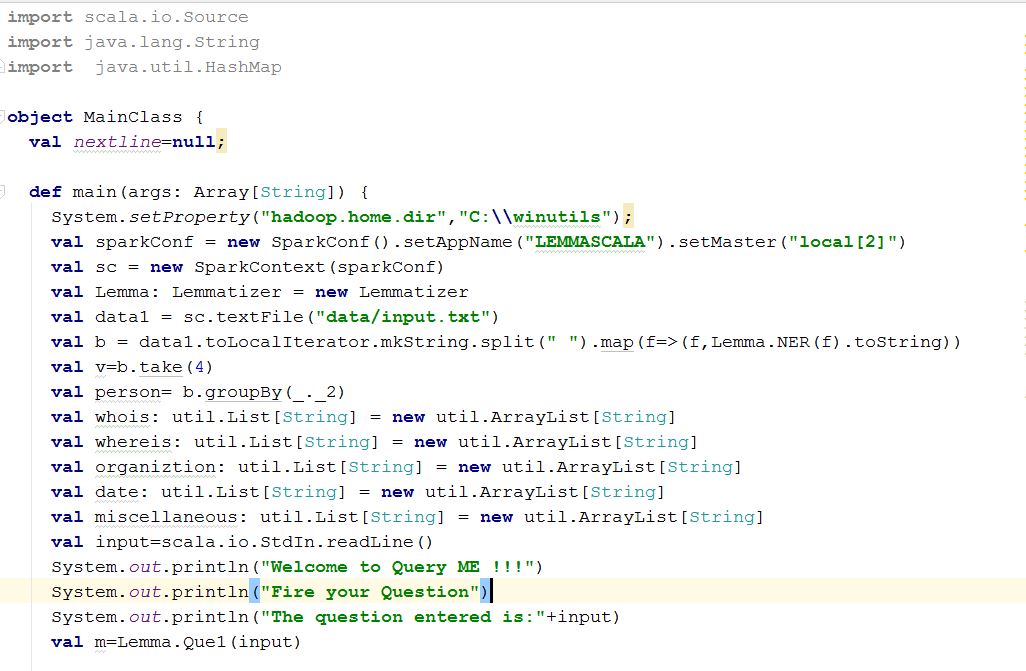 import scala.io.Source
import java.lang.String
import  java.util.HashMap
object MainClass {
val nextline=null;
def main(args: Array[String]) {
System.setProperty("hadoop.home.dir","C:\\winutils");
val sparkConf = new SparkConf().setAppName("LEMMASCALA").setMaster("local[2]")
val sc = new SparkContext(sparkConf)
val Lemma: Lemmatizer = new Lemmatizer
val data1 = sc.textFile("data/input.txt")
val b = data1.toLocalIterator.mkString.split(" ").map(f=>(f,Lemma.NER(f).toString))
val v=b.take(4)
val person= b.groupBy(_._2)
val whois: util.List[String] = new util.ArrayList[String]
val whereis: util.List[String] = new util.ArrayList[String]
val organiztion: util.List[String] = new util.ArrayList[String]
val date: util.List[String] = new util.ArrayList[String]
val miscellaneous: util.List[String] = new util.ArrayList[String]
val input=scala.io.StdIn.readLine()
System.out.println("Welcome to Query ME !!!")
System.out.println("Fire your Question")
System.out.println("The question entered is:"+input)
val m=Lemma.Que1(input)